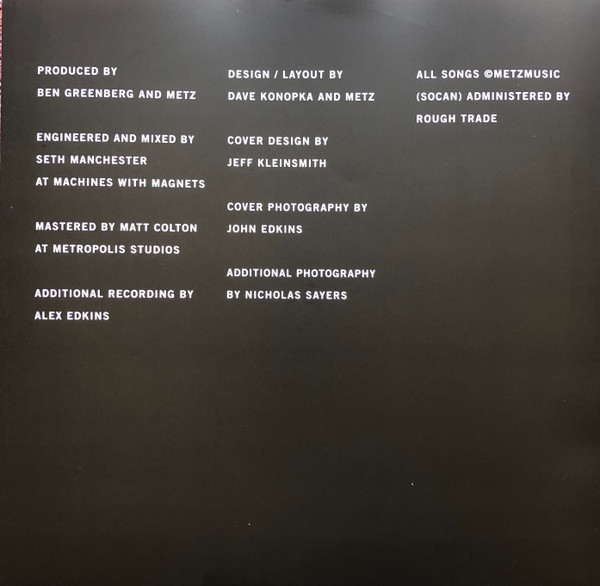 PRODUCED BY
BEN GREENBERG AND METZ
ENGINEERED AND MIXED BY
SETH MANCHESTER
AT MACHINES WITH MAGNETS
MASTERED BY MATT COLTON
AT METROPOLIS STUDIOS
ADDITIONAL RECORDING BY
ALEX EDKINS
DESIGN / LAYOUT BY
DAVE KONOPKA AND METZ
COVER DESIGN BY
JEFF KLEINSMITH
COVER PHOTOGRAPHY BY
JOHN EDKINS
ADDITIONAL PHOTOGRAPHY
BY NICHOLAS SAYERS
ALL SONGS ©METZMUSIC
(SOCAN) ADMINISTERED BY
ROUGH TRADE